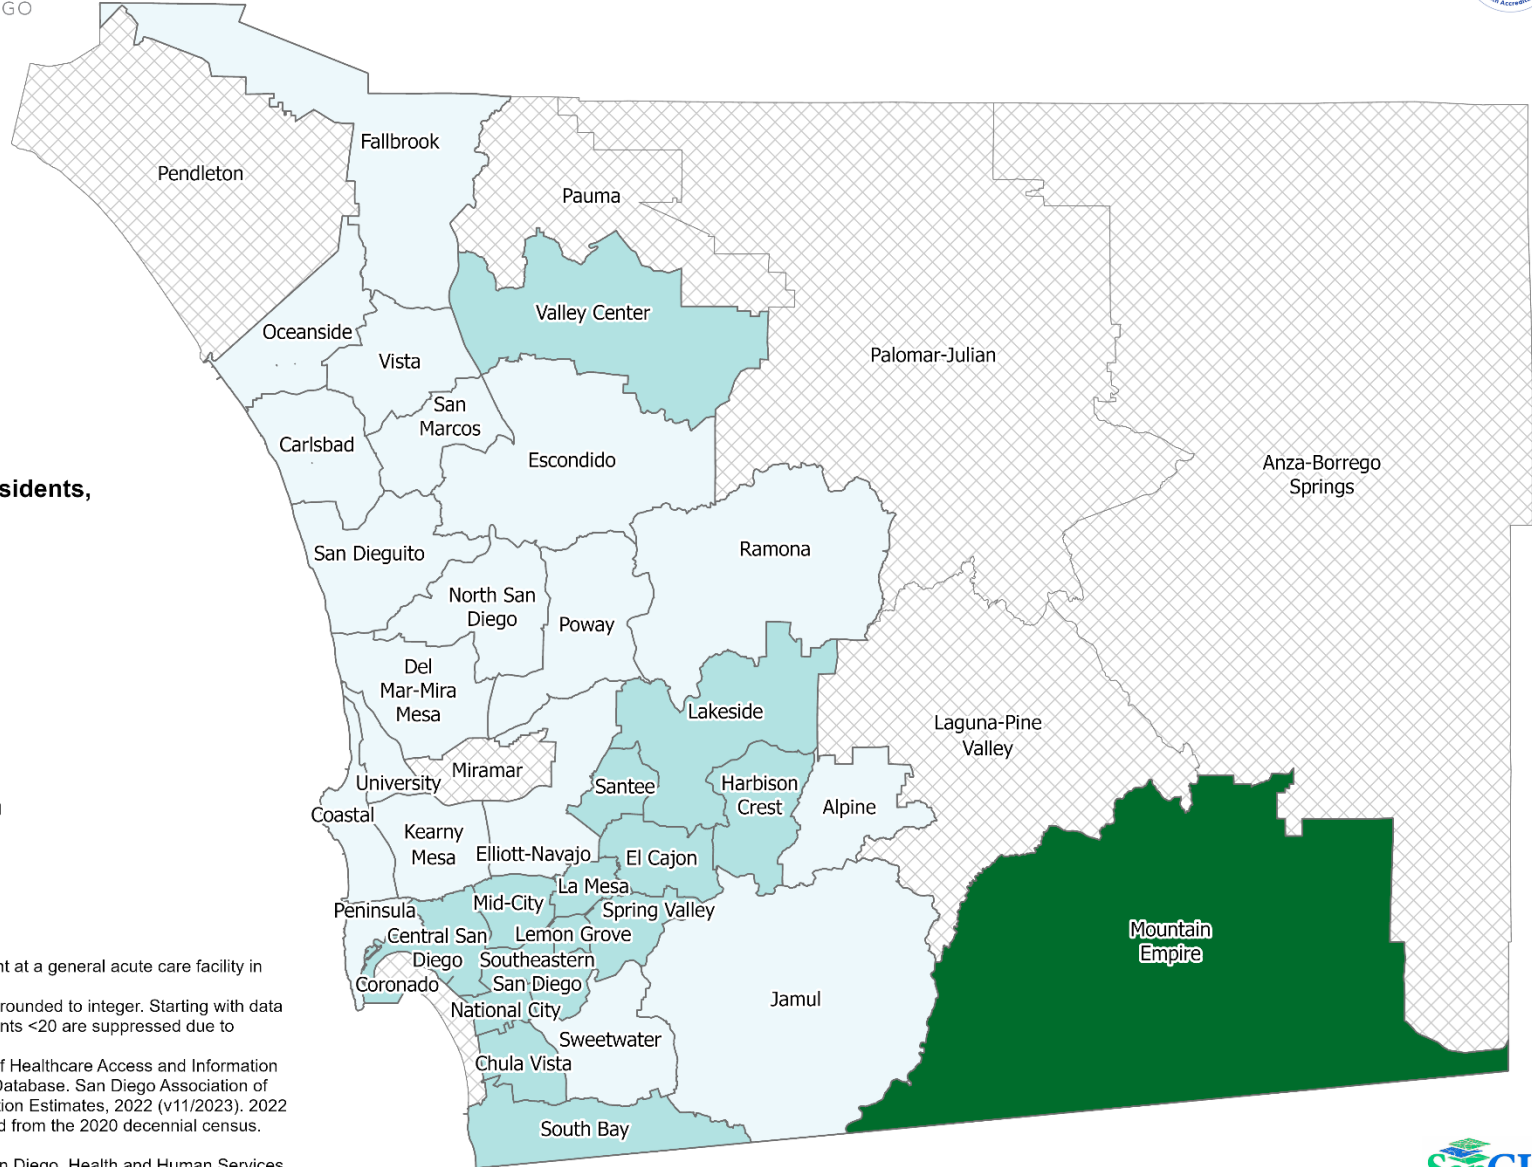 GO
Fallbrook
Pendleton
Pauma
Valley Center
Oceanside
Vista
Palomar-Julian
San
Marcos
Carlsbad
Escondido
Anza-Borrego
Springs
sidents,
San Dieguito
Ramona
North San
Diego
Poway
Del
Mar-Mira
Mesa
Lakeside
Laguna-Pine
Valley
Miramar
University
Santee
Harbison
Crest
Alpine
Coastal
Kearny
Mesa
Elliott-Navajo
El Cajon
La Mesa
Mid-City
Peninsula
Spring Valley
Central San
Diego
Lemon Grove
Southeastern
San Diego
Coronado
National City
Mountain
Empire
Jamul
Sweetwater
Chula Vista
South Bay
nt at a general acute care facility in
rounded to integer. Starting with data
nts <20 are suppressed due to
f Healthcare Access and Information
Database. San Diego Association of
tion Estimates, 2022 (v11/2023). 2022
d from the 2020 decennial census.
n Diego, Health and Human Services